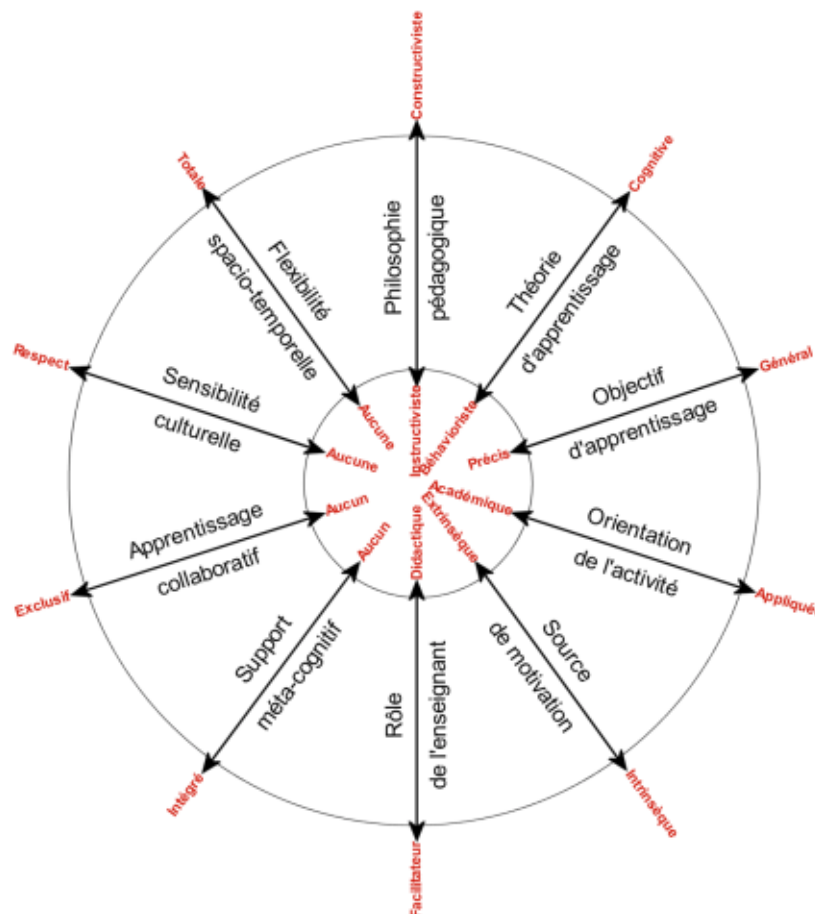 Constructiviste
Philosophie
pédagogique
Instructiviste
Cognitive
Théorie
d'apprentissage
Béhavioriste
Général
Objectif
d'apprentissage
Précis
Appliquée
Orientation
de l'activité
Académique
Intrinsèque
Source
de motivation
Extrinsèque
Facilitateur
Rôle
de l'enseignant
Didactique
Intégré
Support
méta-cognitif
Aucun
Exclusif
Apprentissage
collaboratif
Aucun
Respect
Sensibilité
culturelle
Aucune
Totale
Flexibilité
spacio-temporelle
Aucune